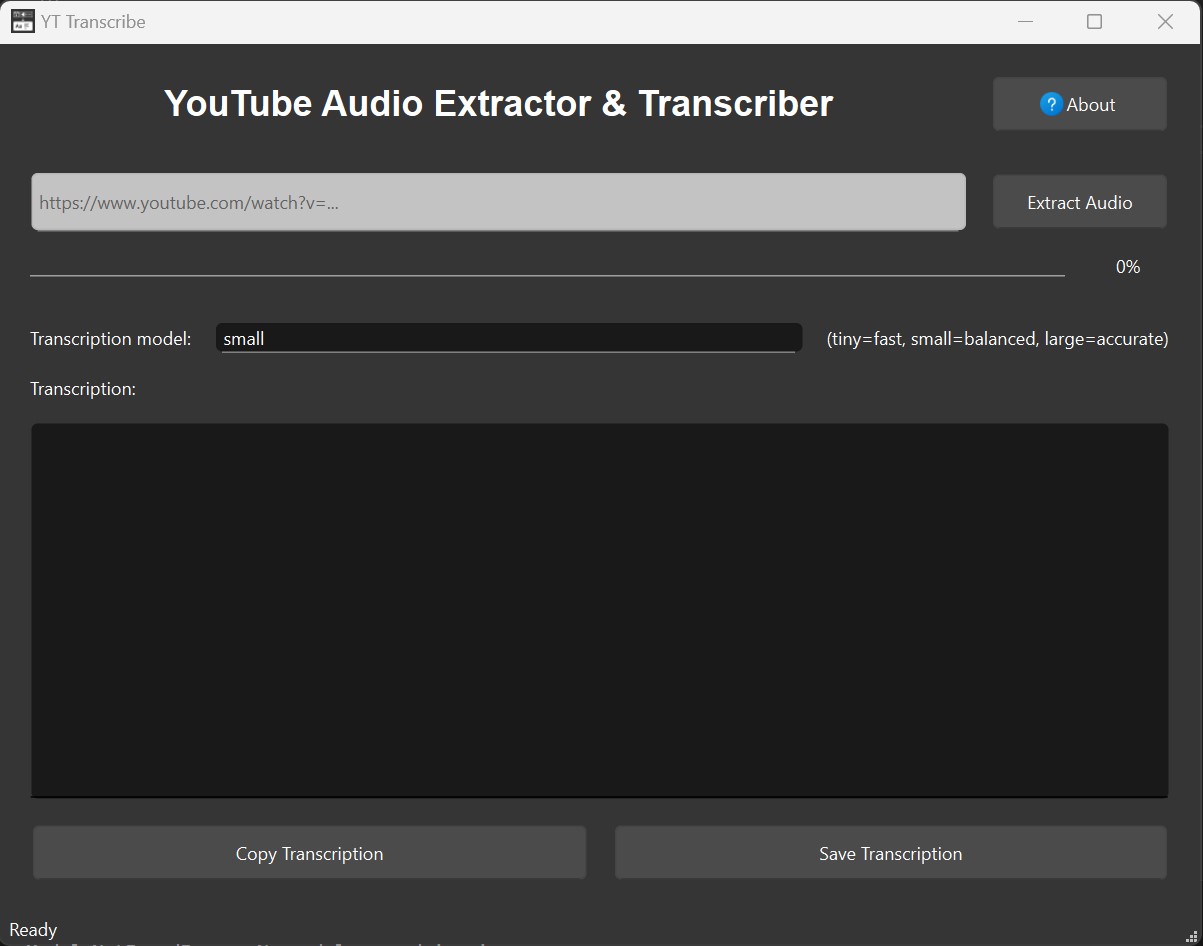 YT Transcribe
YouTube Audio Extractor & Transcriber
? About
https://www.youtube.com/watch?v=...
Extract Audio
0%
Transcription model:
small
(tiny=fast, small=balanced, large=accurate)
Transcription:
Copy Transcription
Save Transcription
Ready